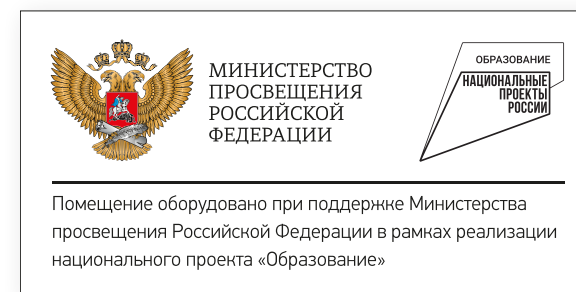 МИНИСТЕРСТВО
ПРОСВЕЩЕНИЯ
РОССИЙСКОЙ
ФЕДЕРАЦИИ
ОБРАЗОВАНИЕ
НАЦИОНАЛЬНЫЕ
ПРОЕКТЫ
РОССИИ
Помещение оборудовано при поддержке Министерства
просвещения Российской Федерации в рамках реализации
национального проекта «Образование»